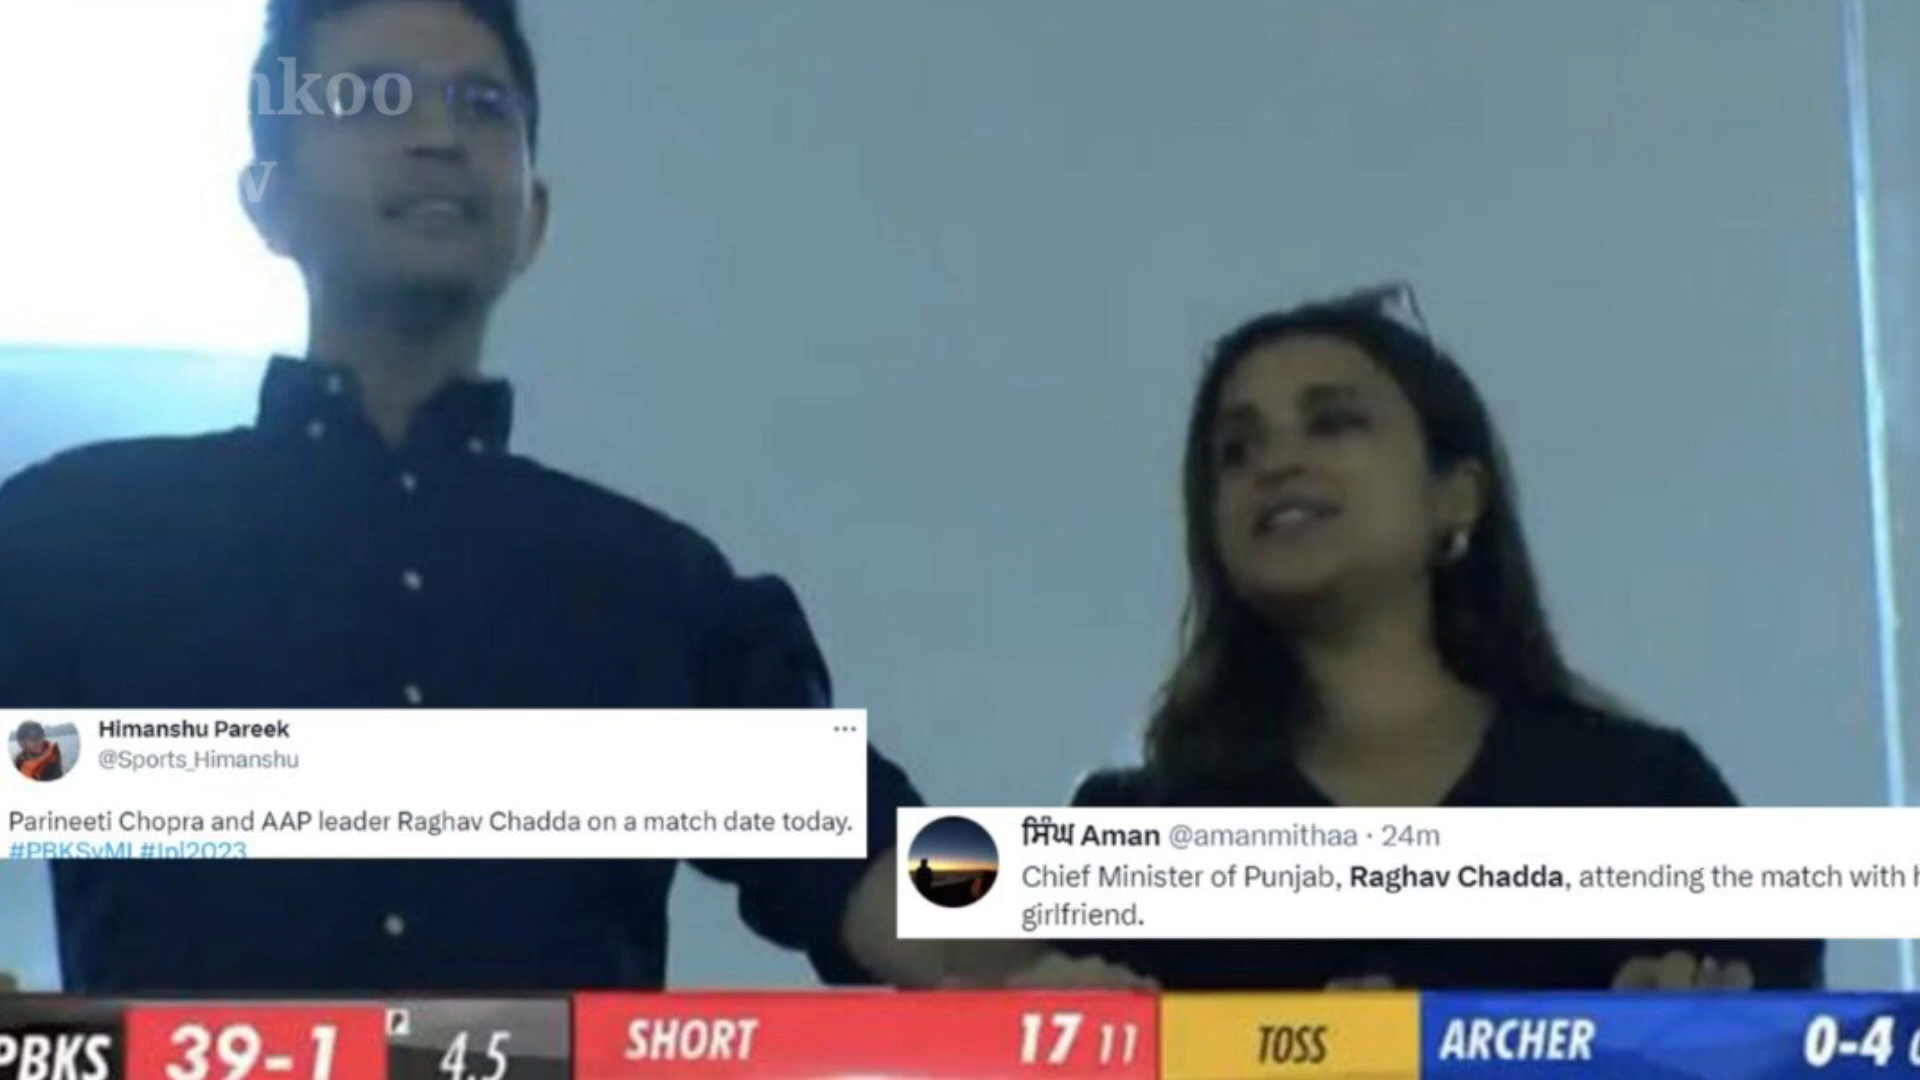 nkoo
v
Himanshu Pareek
@Sports_Himanshu
Parineeti Chopra and AAP leader Raghav Chadda on a match date today.
#PBKSvMI #Ipl2023
ਸਿੰਘ Aman @amanmithaa · 24m
Chief Minister of Punjab, Raghav Chadda, attending the match with h
girlfriend.
PBKS 39-1 P 4.5 SHORT 17 11 TOSS ARCHER 0-4